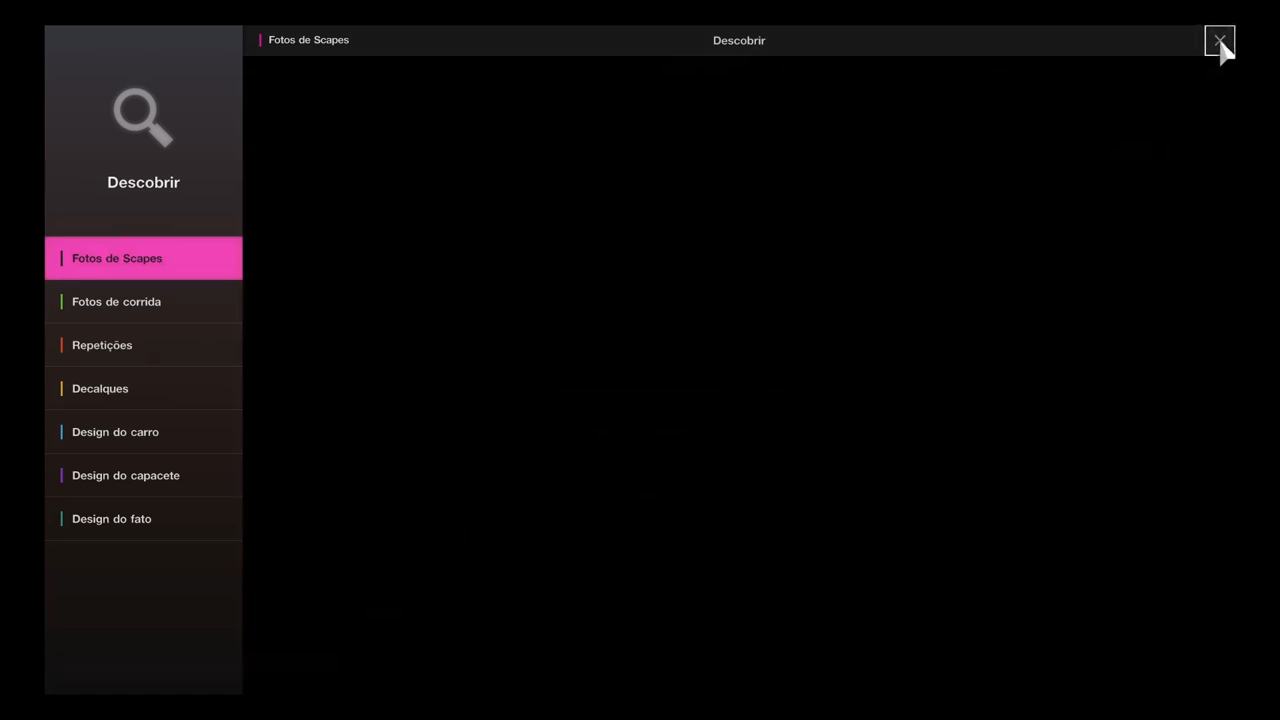 Fotos de Scapes
Descobrir
Descobrir
Fotos de Scapes
Fotos de corrida
Repetições
Decalques
Design do carro
Design do capacete
Design do fato